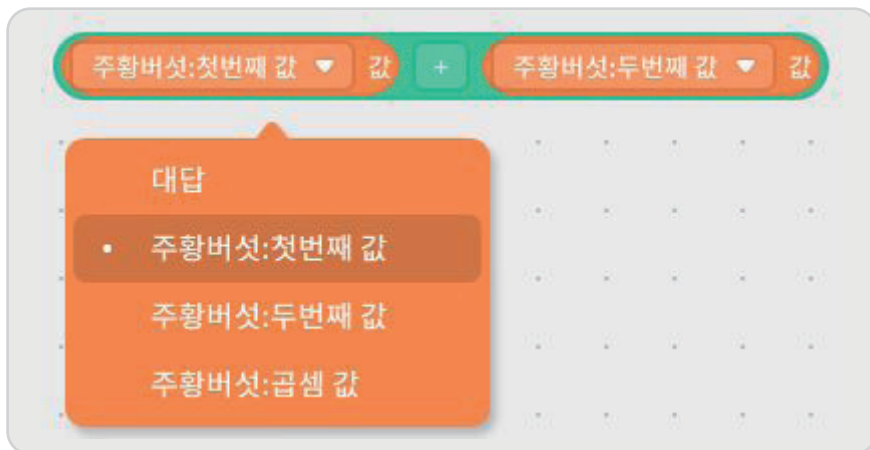 주황버섯:첫번째 값 ▼ 값 + 주황버섯:두번째 값 ▼ 값
대답
• 주황버섯:첫번째 값
주황버섯:두번째 값
주황버섯:곱셈 값